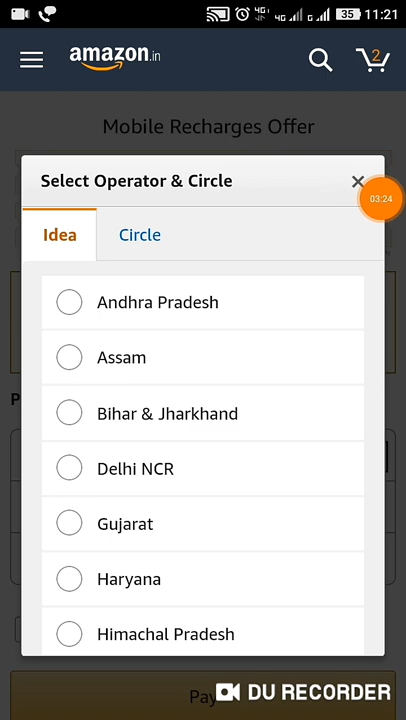 35 11:21
amazon.in
2
Mobile Recharges Offer
Select Operator & Circle
03:24
Idea Circle
Andhra Pradesh
Assam
Bihar & Jharkhand
Delhi NCR
Gujarat
Haryana
Himachal Pradesh
Pay
DU RECORDER